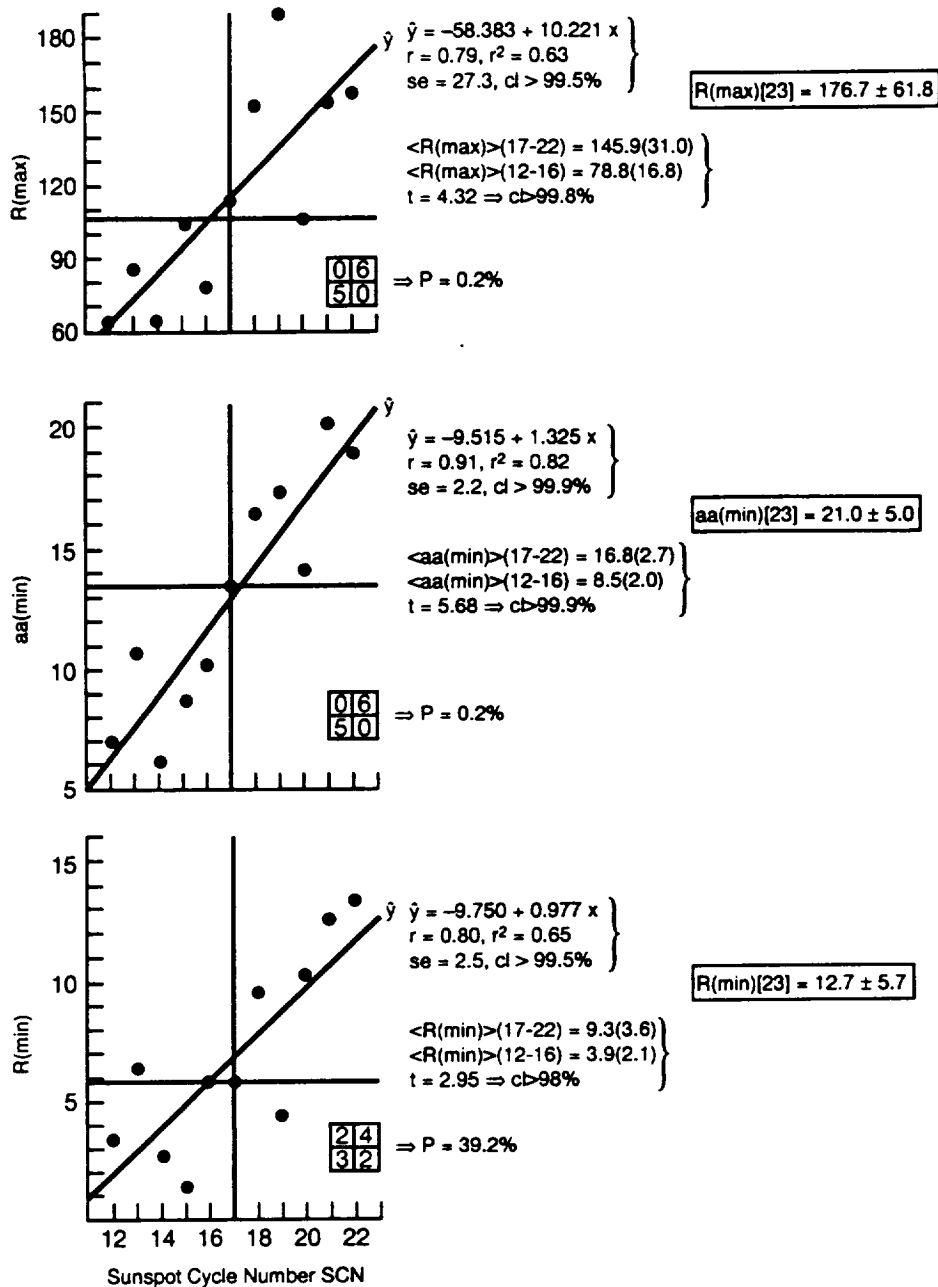 180
150
120
90
60
R(max)
ŷ
ŷ = –58.383 + 10.221 x
r = 0.79, r² = 0.63
se = 27.3, cl > 99.5%
R(max)[23] = 176.7 ± 61.8
<R(max)>(17-22) = 145.9(31.0)
<R(max)>(12-16) = 78.8(16.8)
t = 4.32 ⇒ cl>99.8%
0 6
5 0
⇒ P = 0.2%
20
15
10
5
aa(min)
ŷ
ŷ = –9.515 + 1.325 x
r = 0.91, r² = 0.82
se = 2.2, cl > 99.9%
aa(min)[23] = 21.0 ± 5.0
<aa(min)>(17-22) = 16.8(2.7)
<aa(min)>(12-16) = 8.5(2.0)
t = 5.68 ⇒ cl>99.9%
0 6
5 0
⇒ P = 0.2%
15
10
5
R(min)
ŷ
ŷ = –9.750 + 0.977 x
r = 0.80, r² = 0.65
se = 2.5, cl > 99.5%
R(min)[23] = 12.7 ± 5.7
<R(min)>(17-22) = 9.3(3.6)
<R(min)>(12-16) = 3.9(2.1)
t = 2.95 ⇒ cl>98%
2 4
3 2
⇒ P = 39.2%
12 14 16 18 20 22
Sunspot Cycle Number SCN